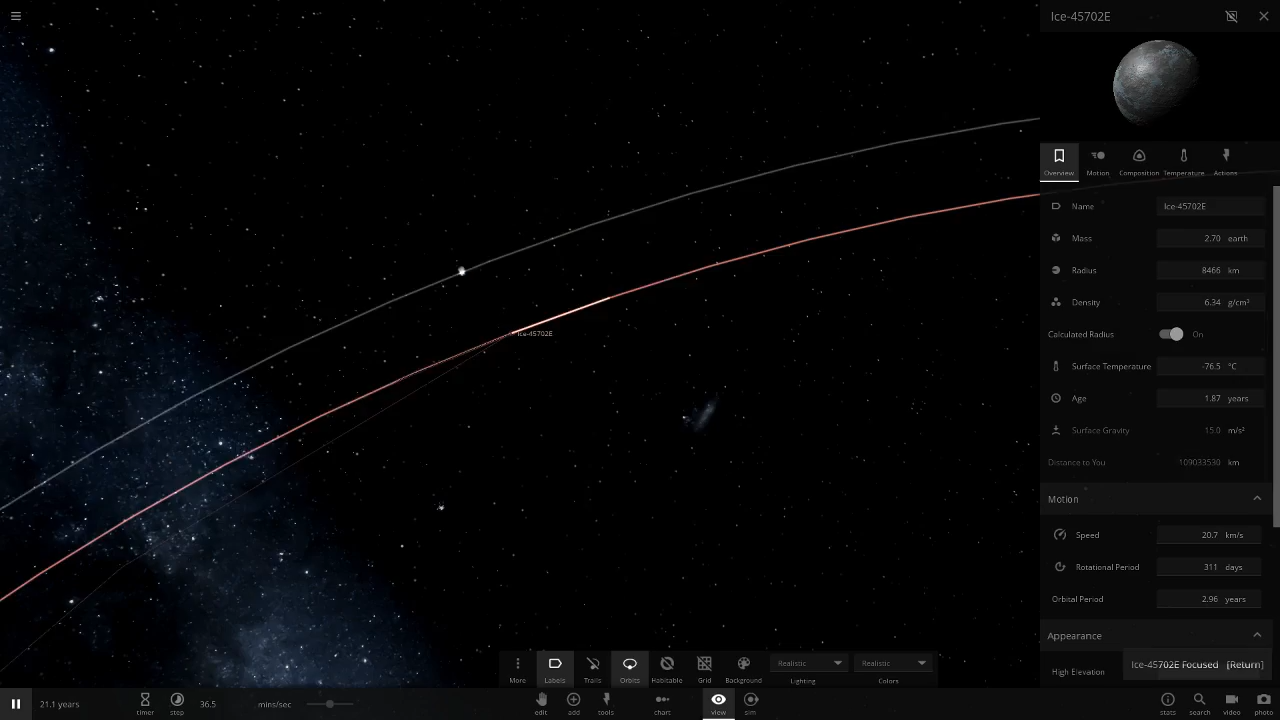 Ice-45702E
Overview
Motion
Composition
Temperature
Actions
Name Ice-45702E
Mass 2.70 earth
Radius 8466 km
Density 6.34 g/cm³
Calculated Radius On
Surface Temperature -76.5 °C
Age 1.87 years
Surface Gravity 15.0 m/s²
Distance to You 109033530 km
Motion
Speed 20.7 km/s
Rotational Period 311 days
Orbital Period 2.96 years
Appearance
High Elevation
Ice-45702E Focused [Return]
Ice-45702E
More
Labels
Trails
Orbits
Habitable
Grid
Background
Realistic
Lighting
Realistic
Colors
21.1 years
timer
step
36.5 mins/sec
edit
add
tools
chart
view
sim
stats
search
video
photo